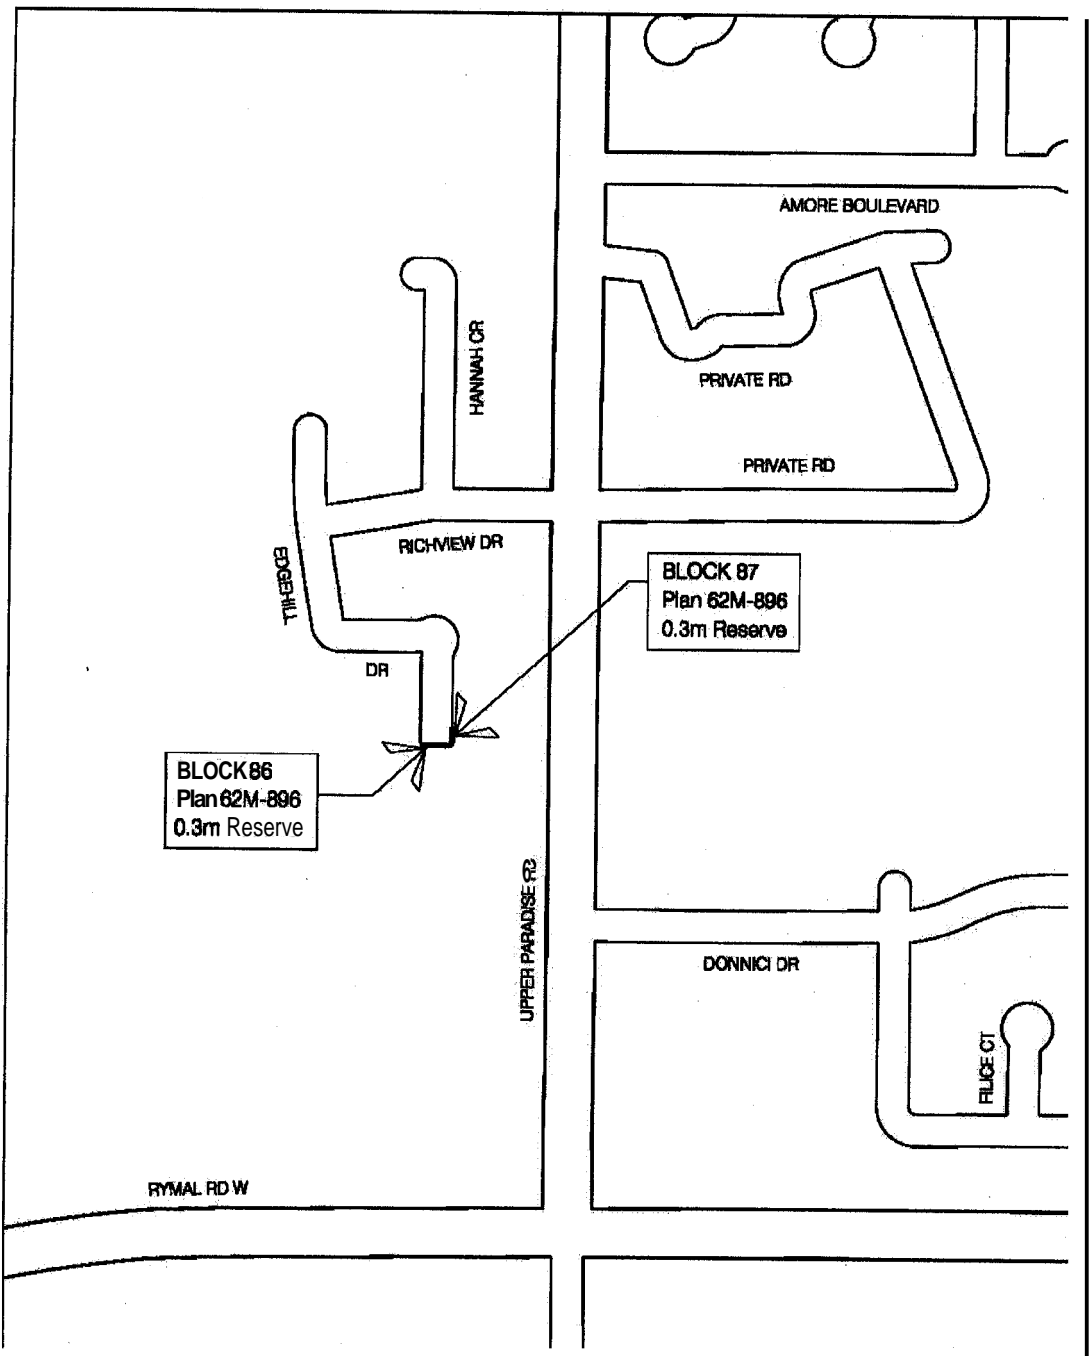 AMORE BOULEVARD
HANNAH CR
PRIVATE RD
PRIVATE RD
RICHVIEW DR
EDGEHILL
DR
BLOCK 87
Plan 62M-896
0.3m Reserve
BLOCK 86
Plan 62M-896
0.3m Reserve
UPPER PARADISE RD
DONNICI DR
FILICE CT
RYMAL RD W